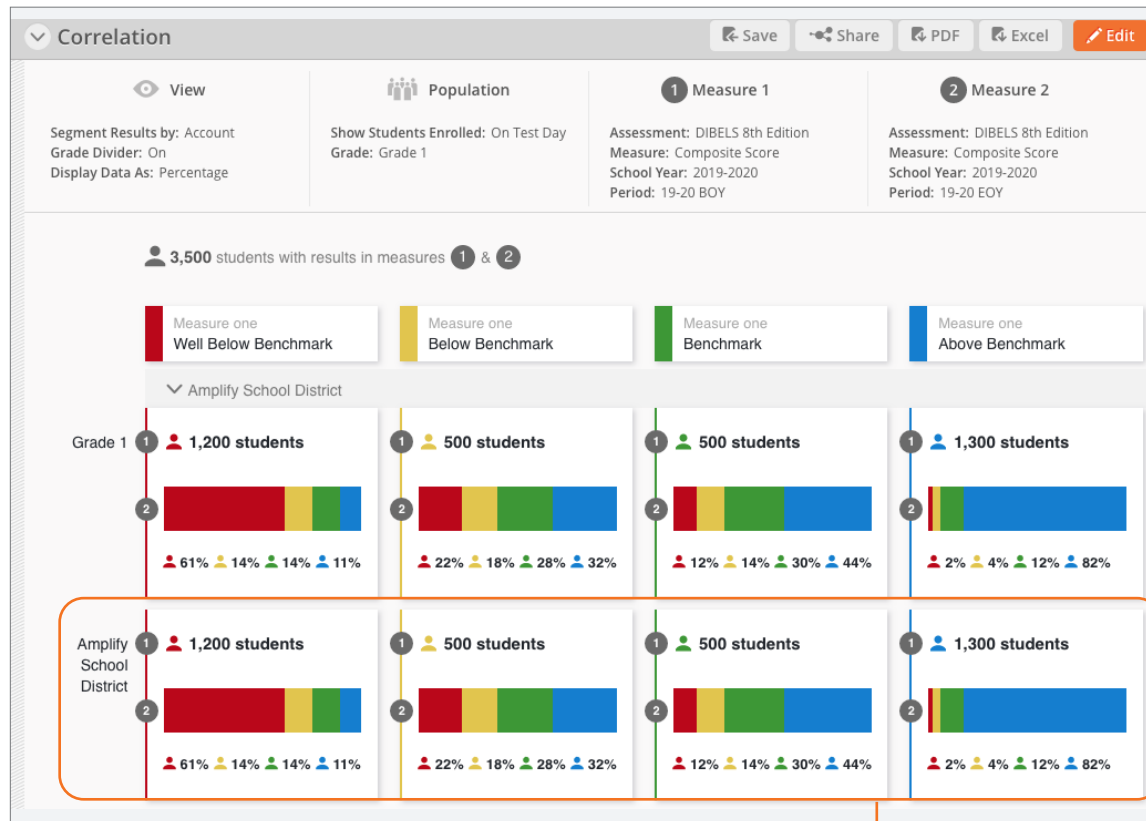 Correlation
Save
Share
PDF
Excel
Edit
View
Segment Results by: Account
Grade Divider: On
Display Data As: Percentage
Population
Show Students Enrolled: On Test Day
Grade: Grade 1
1 Measure 1
Assessment: DIBELS 8th Edition
Measure: Composite Score
School Year: 2019-2020
Period: 19-20 BOY
2 Measure 2
Assessment: DIBELS 8th Edition
Measure: Composite Score
School Year: 2019-2020
Period: 19-20 EOY
3,500 students with results in measures 1 & 2
Measure one
Well Below Benchmark
Measure one
Below Benchmark
Measure one
Benchmark
Measure one
Above Benchmark
Amplify School District
Grade 1
1 1,200 students
2
61% 14% 14% 11%
1 500 students
2
22% 18% 28% 32%
1 500 students
2
12% 14% 30% 44%
1 1,300 students
2
2% 4% 12% 82%
Amplify
School
District
1 1,200 students
2
61% 14% 14% 11%
1 500 students
2
22% 18% 28% 32%
1 500 students
2
12% 14% 30% 44%
1 1,300 students
2
2% 4% 12% 82%